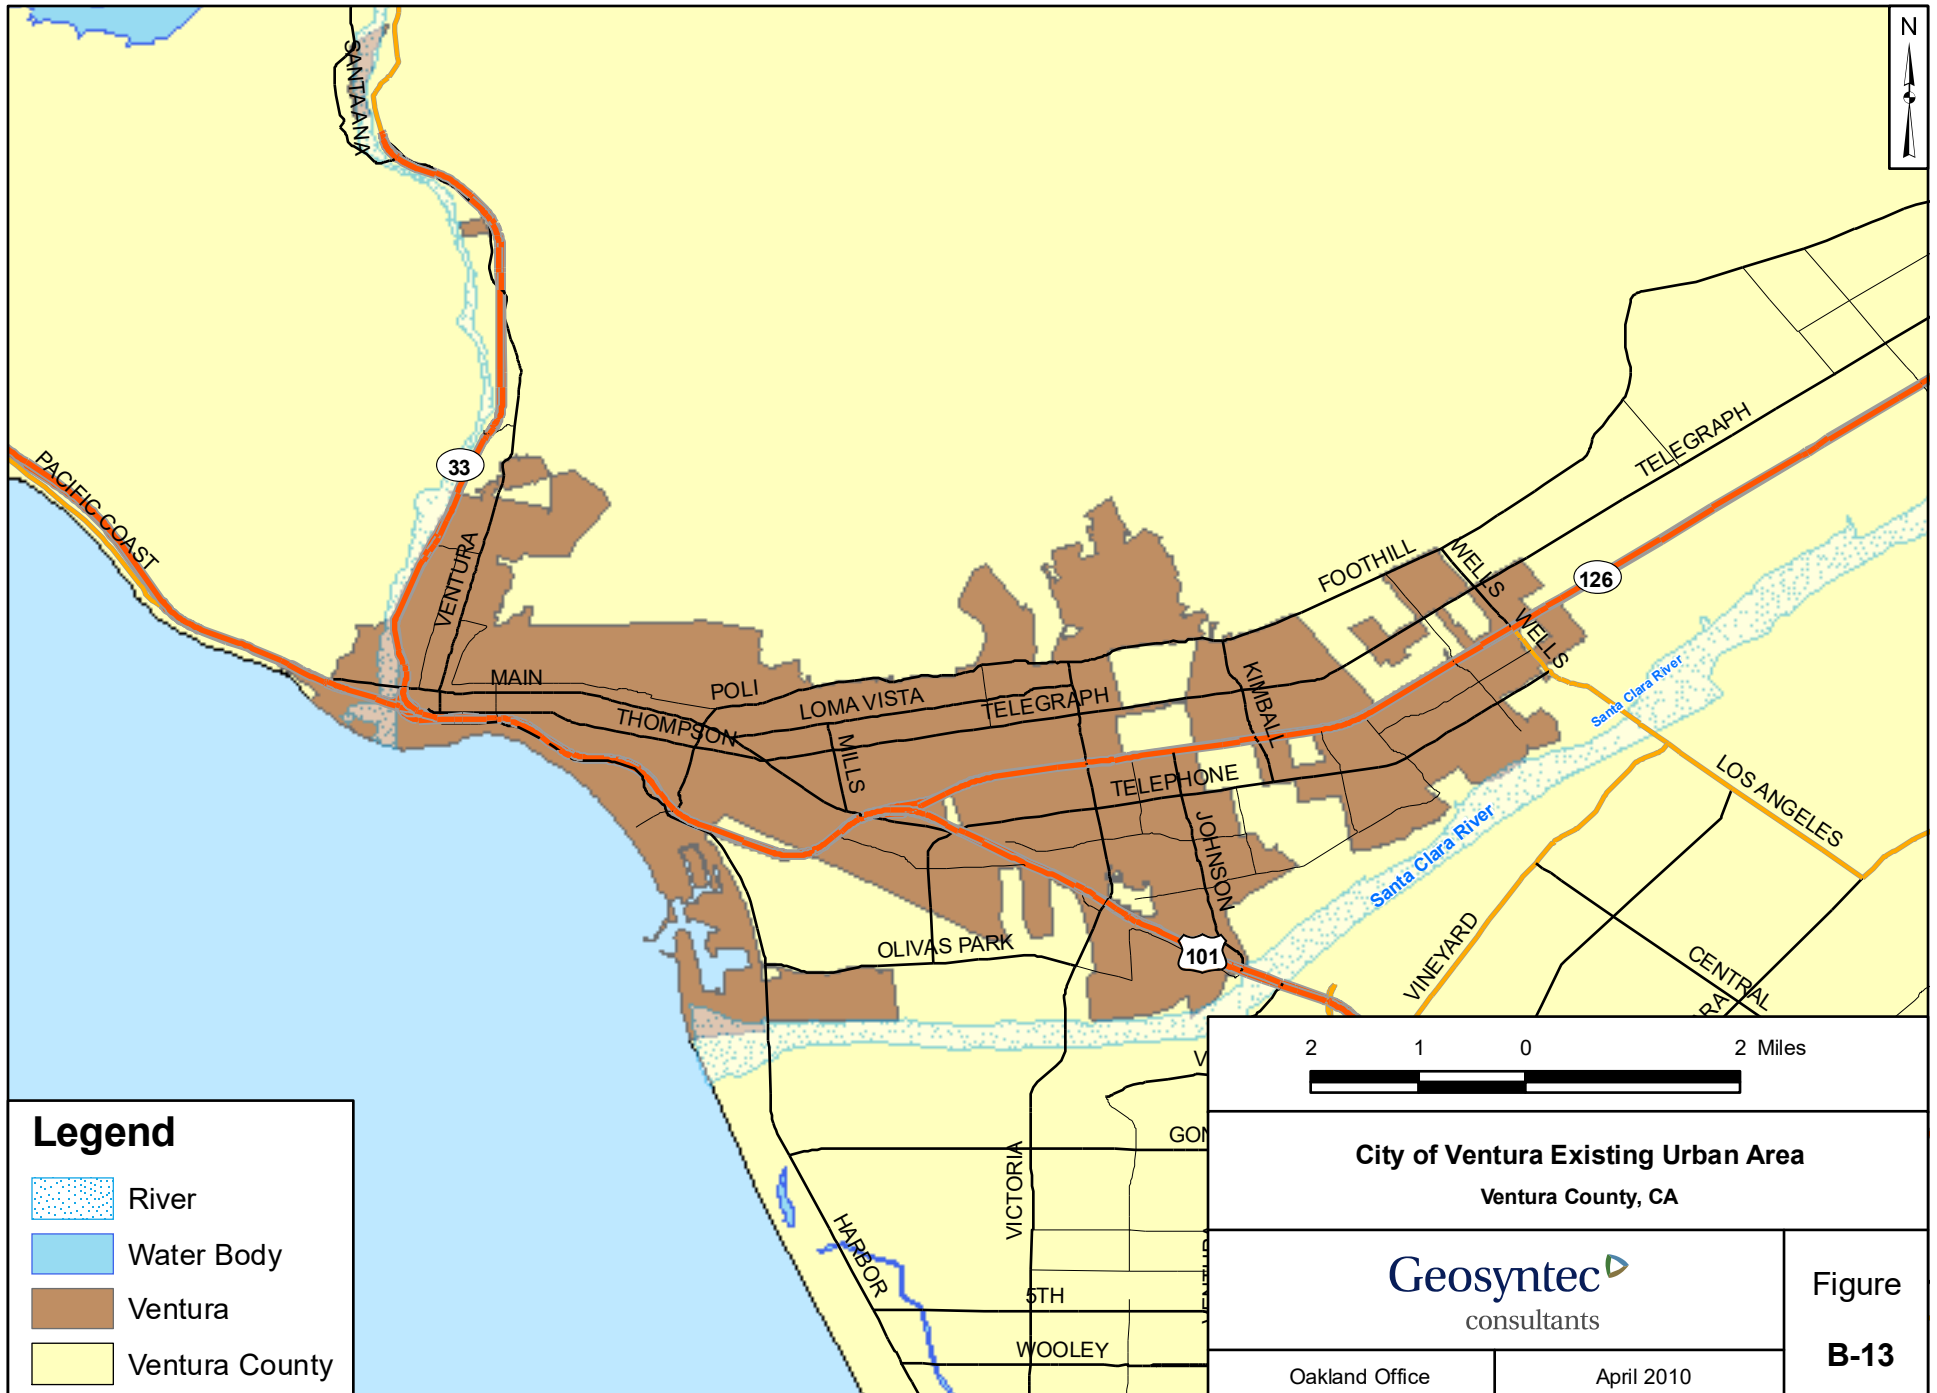 N
SANTA ANA
33
PACIFIC COAST
VENTURA
MAIN
POLI
THOMPSON
LOMA VISTA
TELEGRAPH
MILLS
KIMBALL
FOOTHILL
WELLS
WELLS
TELEGRAPH
126
TELEPHONE
JOHNSON
Santa Clara River
Santa Clara River
LOS ANGELES
OLIVAS PARK
101
VINEYARD
CENTRAL
RA
V
GON
VICTORIA
HARBOR
5TH
WOOLEY
VENTURA
2 1 0 2 Miles
City of Ventura Existing Urban Area
Ventura County, CA
Geosyntec
consultants
Figure
B-13
Oakland Office
April 2010
Legend
River
Water Body
Ventura
Ventura County